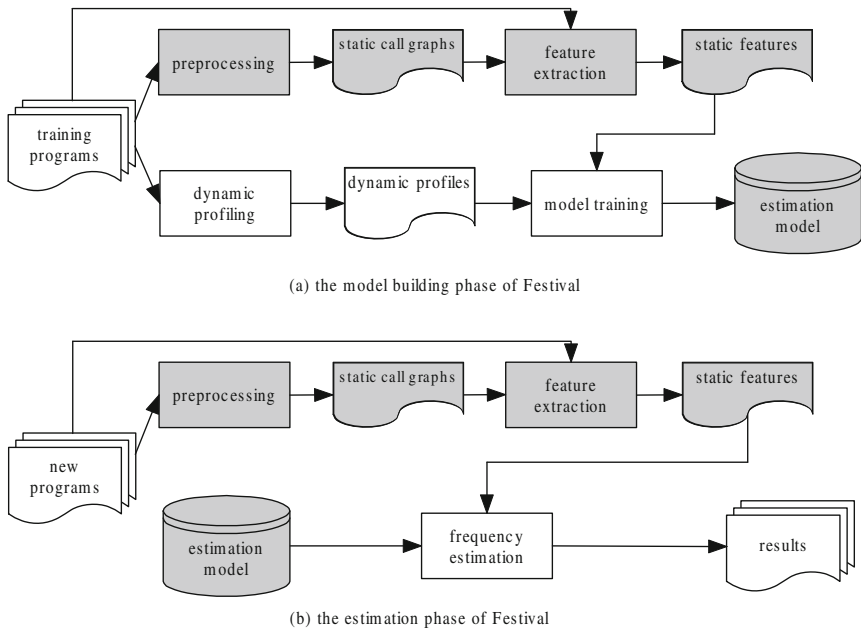 preprocessing
static call graphs
feature
extraction
static features
training
programs
dynamic
profiling
dynamic profiles
model training
estimation
model
(a) the model building phase of Festival
preprocessing
static call graphs
feature
extraction
static features
new
programs
estimation
model
frequency
estimation
results
(b) the estimation phase of Festival